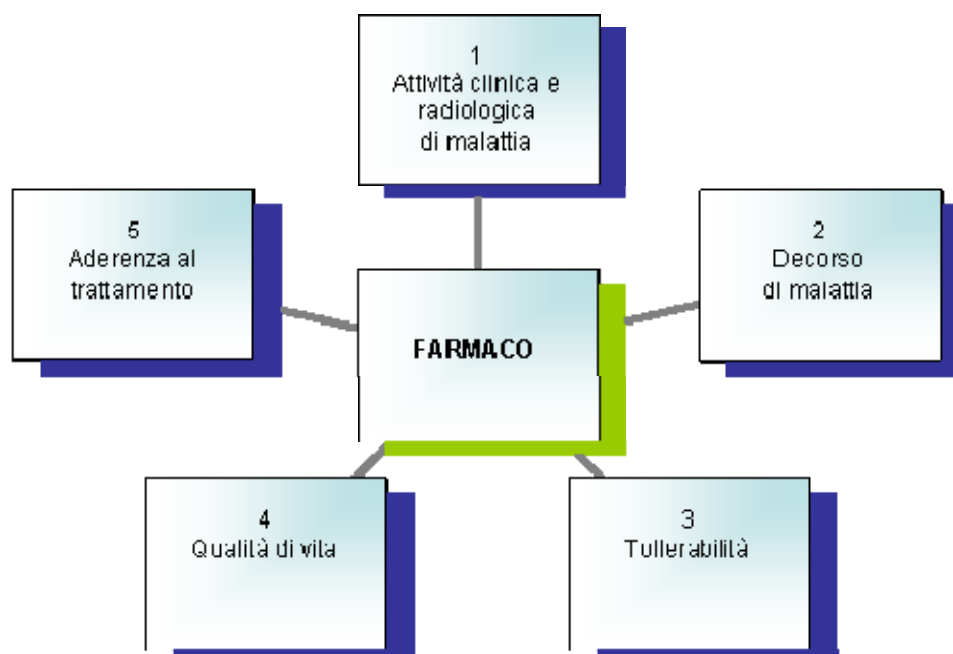 1
Attività clinica e
radiologica
di malattia
2
Decorso
di malattia
3
Tullerabilità
4
Qualità di vita
5
Aderenza al
trattamento
FARMACO